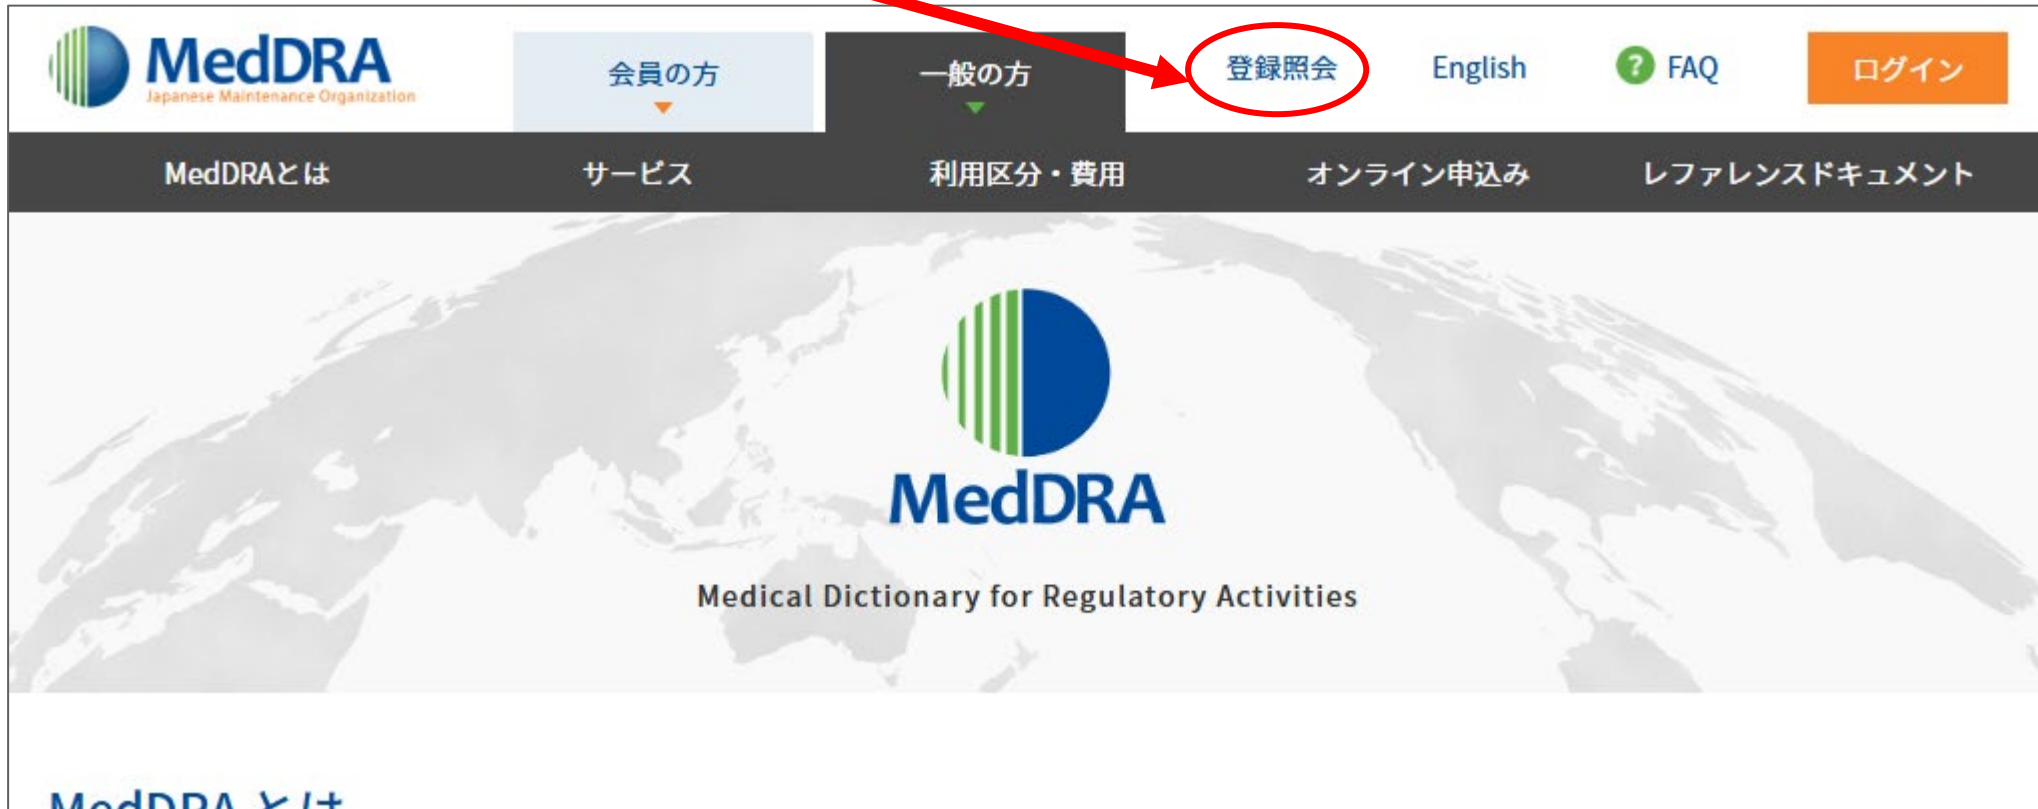 MedDRA
Japanese Maintenance Organization
会員の方
一般の方
登録照会
English
? FAQ
ログイン
MedDRAとは
サービス
利用区分・費用
オンライン申込み
レファレンスドキュメント
MedDRA
Medical Dictionary for Regulatory Activities
MedDRA とは